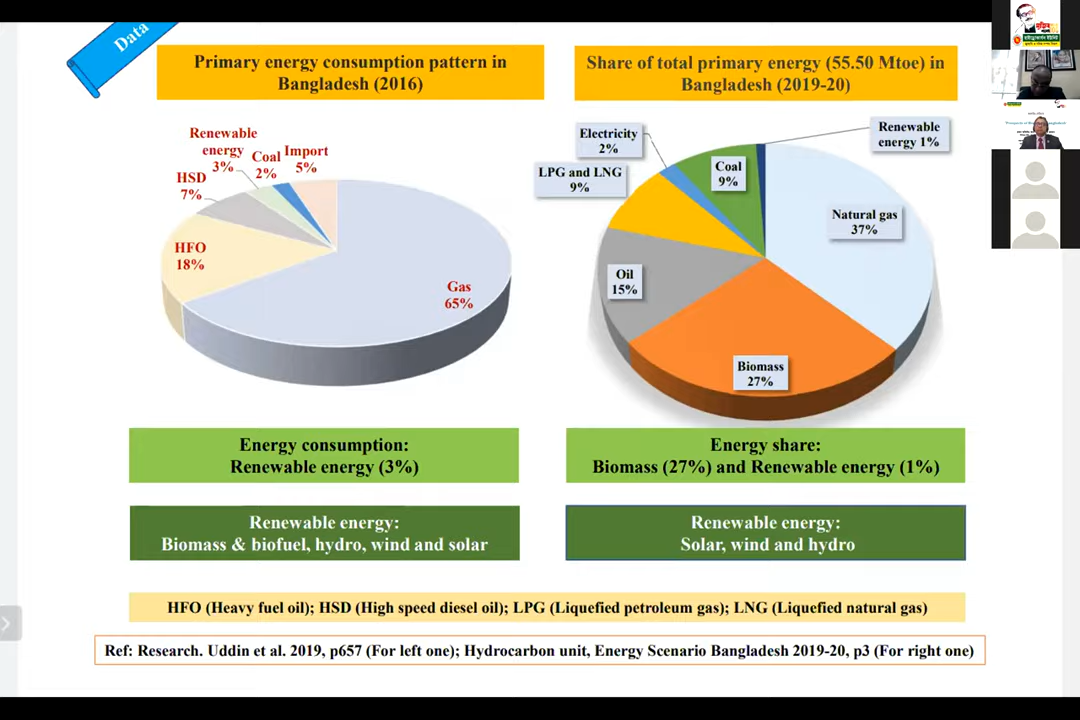 Data
Primary energy consumption pattern in
Bangladesh (2016)
Renewable
energy
3%
Coal
2%
Import
5%
HSD
7%
HFO
18%
Gas
65%
Share of total primary energy (55.50 Mtoe) in
Bangladesh (2019-20)
Electricity
2%
LPG and LNG
9%
Coal
9%
Renewable
energy 1%
Natural gas
37%
Oil
15%
Biomass
27%
Energy consumption:
Renewable energy (3%)
Energy share:
Biomass (27%) and Renewable energy (1%)
Renewable energy:
Biomass & biofuel, hydro, wind and solar
Renewable energy:
Solar, wind and hydro
HFO (Heavy fuel oil); HSD (High speed diesel oil); LPG (Liquefied petroleum gas); LNG (Liquefied natural gas)
Ref: Research. Uddin et al. 2019, p657 (For left one); Hydrocarbon unit, Energy Scenario Bangladesh 2019-20, p3 (For right one)